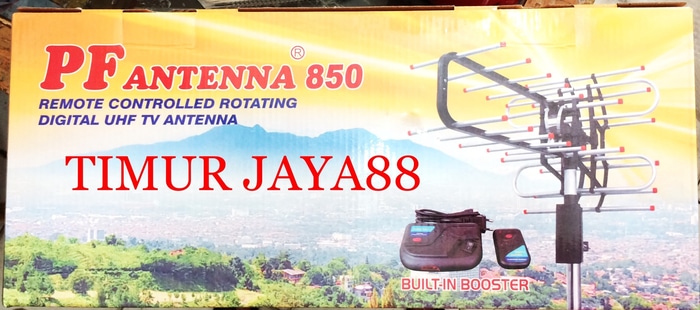 PF ANTENNA® 850
REMOTE CONTROLLED ROTATING
DIGITAL UHF TV ANTENNA
TIMUR JAYA88
BUILT-IN BOOSTER